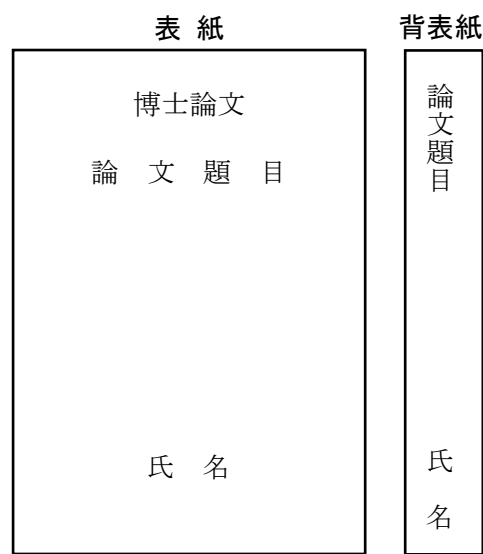 表 紙
博士論文
論 文 題 目
氏 名
背表紙
論文題目
氏 名